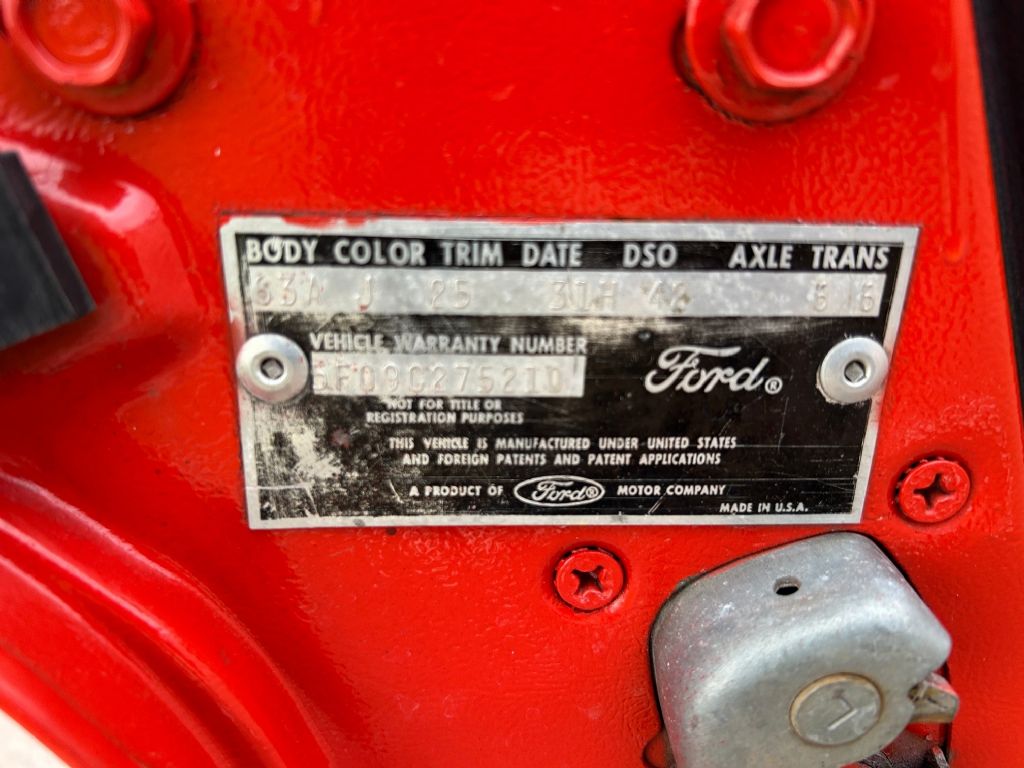 BODY COLOR TRIM DATE DSO AXLE TRANS
63A J 25 31H 42 6 6
VEHICLE WARRANTY NUMBER
5F09C275210
NOT FOR TITLE OR
REGISTRATION PURPOSES
Ford®
THIS VEHICLE IS MANUFACTURED UNDER UNITED STATES
AND FOREIGN PATENTS AND PATENT APPLICATIONS
A PRODUCT OF Ford® MOTOR COMPANY
MADE IN U.S.A.
L